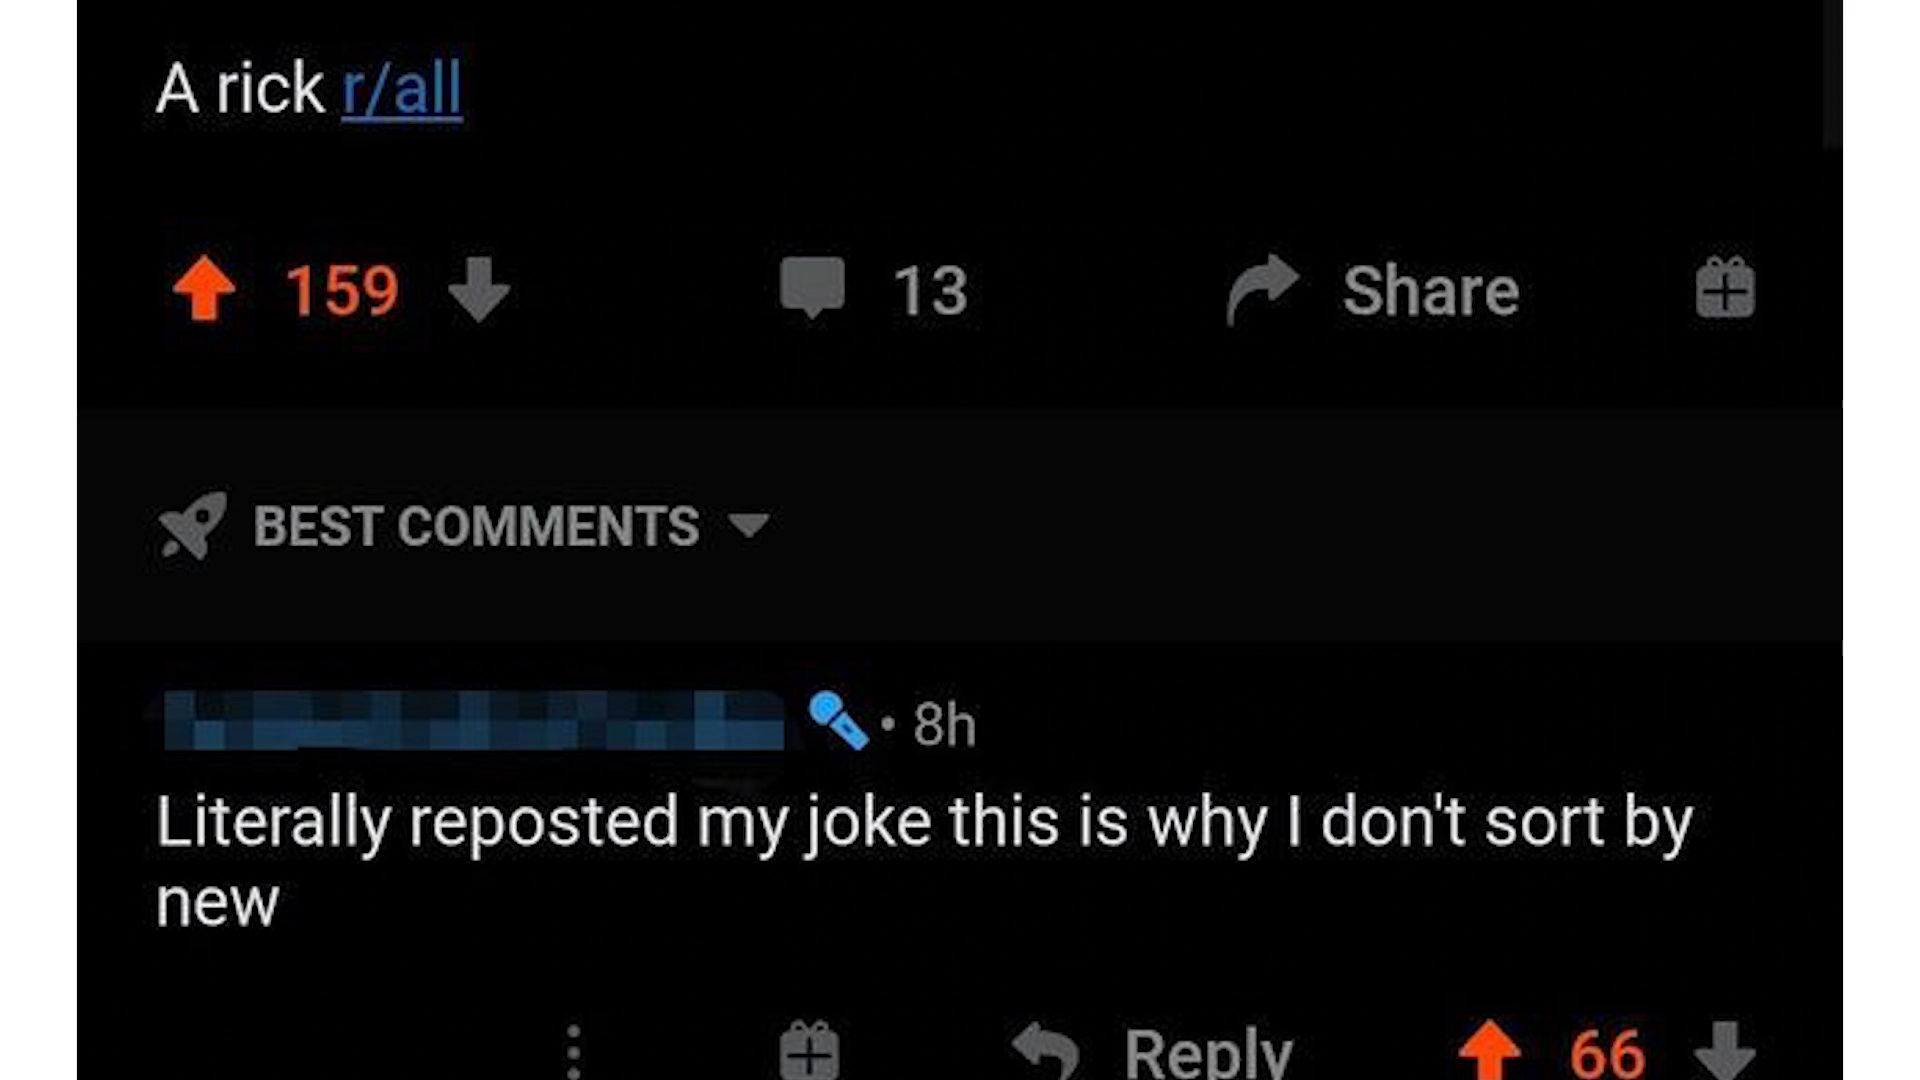 A rick r/all
159 13 Share
BEST COMMENTS
• 8h
Literally reposted my joke this is why I don't sort by
new
Reply 66